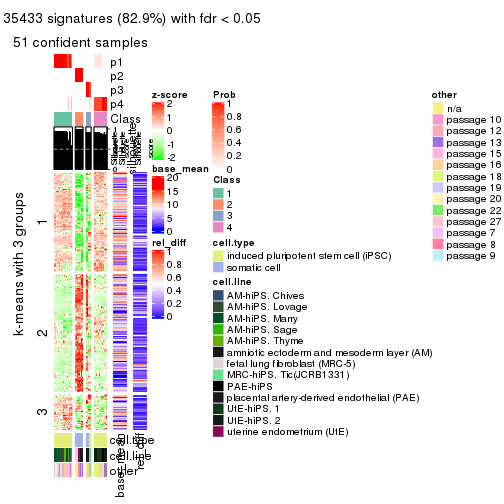 35433 signatures (82.9%) with fdr < 0.05
51 confident samples
p1
p2
p3
p4
Class
1
2
3
k-means with 3 groups
cell.type
cell.line
other
base_mean
rel_diff
z-score
2
1
0
-1
-2
base_mean
20
15
10
5
0
rel_diff
1
0.8
0.6
0.4
0.2
0
Prob
1
0.8
0.6
0.4
0.2
0
Class
1
2
3
4
cell.type
induced pluripotent stem cell (iPSC)
somatic cell
cell.line
AM-hiPS. Chives
AM-hiPS. Lovage
AM-hiPS. Many
AM-hiPS. Sage
AM-hiPS. Thyme
amniotic ectoderm and mesoderm layer (AM)
fetal lung fibroblast (MRC-5)
MRC-hiPS. Tic(JCRB1331)
PAE-hiPS
placental artery-derived endothelial (PAE)
UtE-hiPS. 1
UtE-hiPS. 2
uterine endometrium (UtE)
other
n/a
passage 10
passage 12
passage 13
passage 15
passage 16
passage 18
passage 19
passage 20
passage 22
passage 27
passage 7
passage 8
passage 9